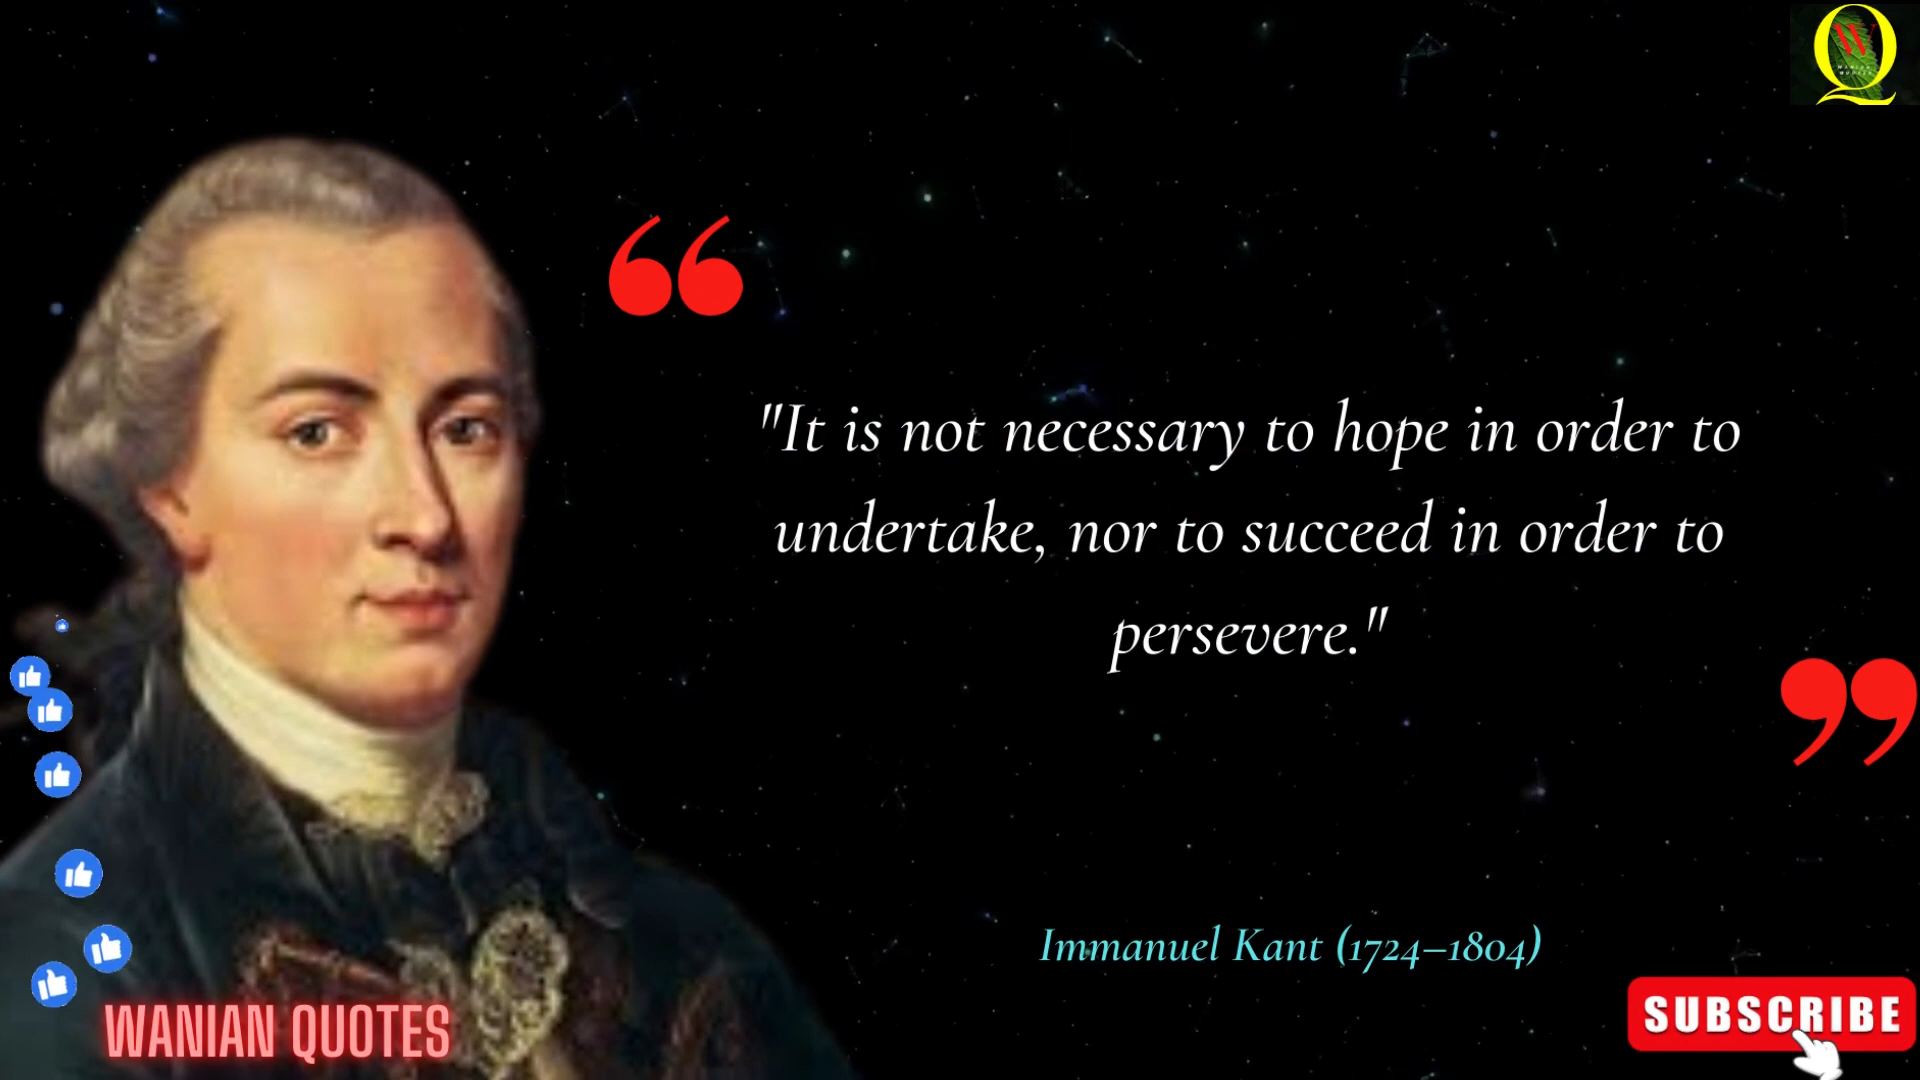 "It is not necessary to hope in order to
undertake, nor to succeed in order to
persevere."
Immanuel Kant (1724–1804)
WANIAN QUOTES
SUBSCRIBE